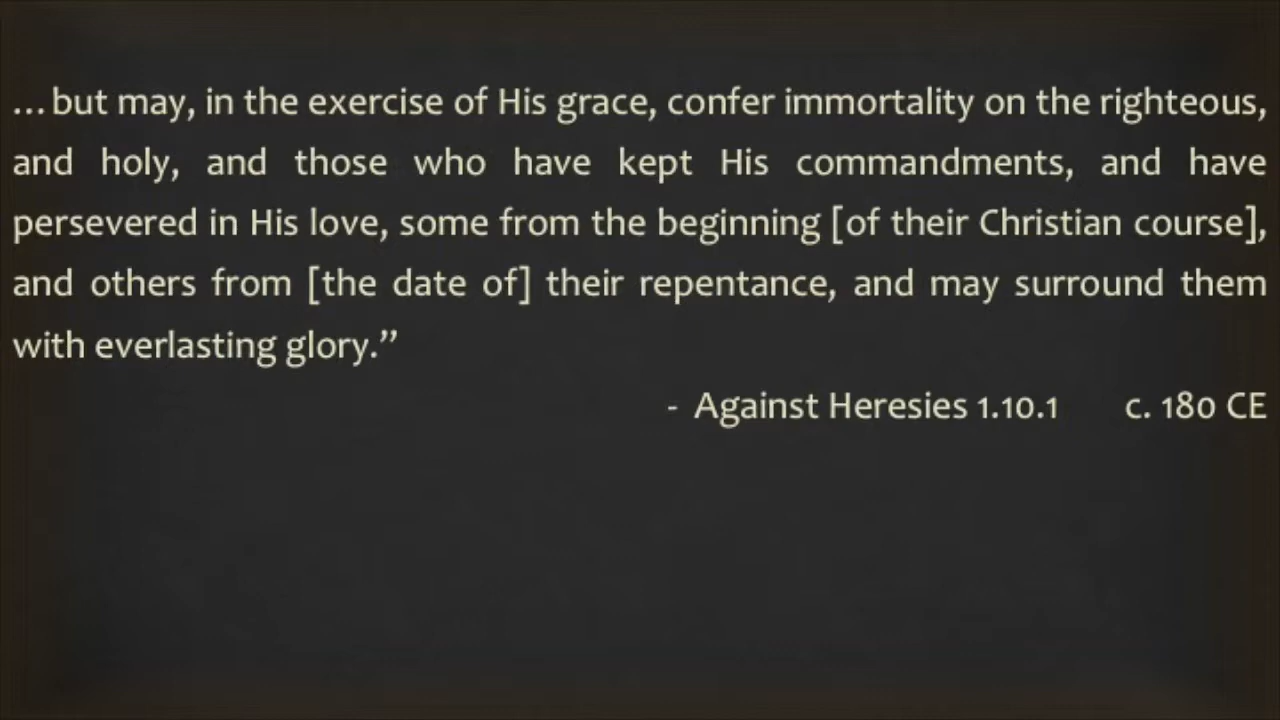 …but may, in the exercise of His grace, confer immortality on the righteous,
and holy, and those who have kept His commandments, and have
persevered in His love, some from the beginning [of their Christian course],
and others from [the date of] their repentance, and may surround them
with everlasting glory.”
- Against Heresies 1.10.1 c. 180 CE